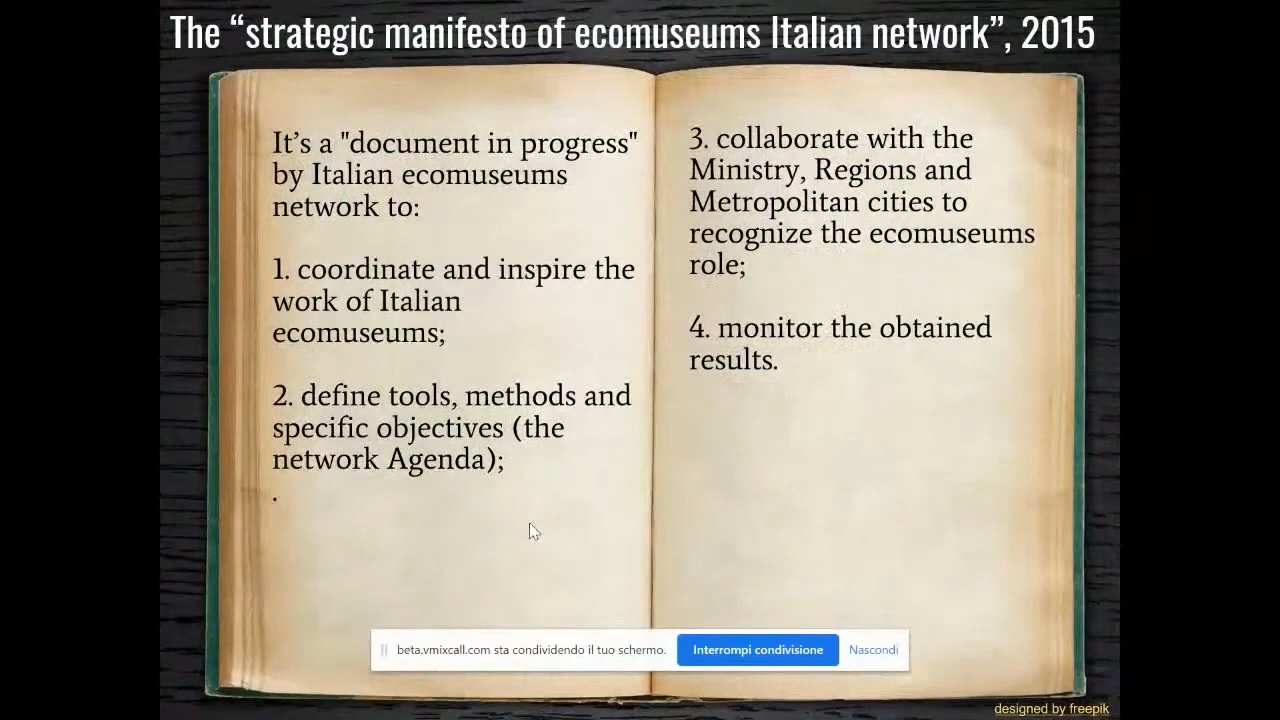 The “strategic manifesto of ecomuseums Italian network”, 2015
It’s a "document in progress"
by Italian ecomuseums
network to:
1. coordinate and inspire the
work of Italian
ecomuseums;
2. define tools, methods and
specific objectives (the
network Agenda);
.
3. collaborate with the
Ministry, Regions and
Metropolitan cities to
recognize the ecomuseums
role;
4. monitor the obtained
results.
beta.vmixcall.com sta condividendo il tuo schermo. Interrompi condivisione Nascondi
designed by freepik